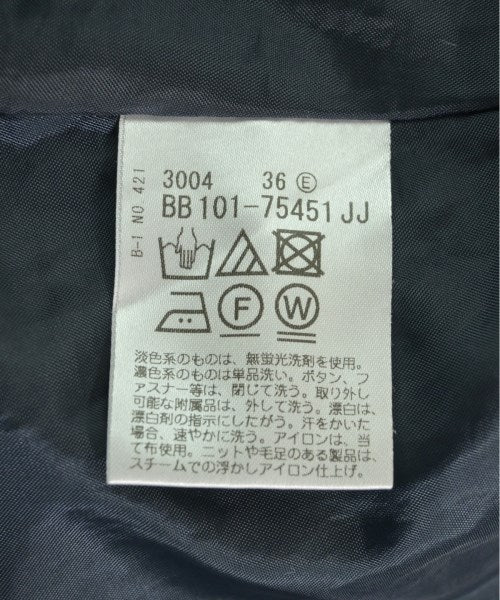 B-1 NO 421
3004 36 Ⓔ
BB101-75451JJ
F W
淡色系のものは、無蛍光洗剤を使用。
濃色系のものは単品洗い。ボタン、フ
ァスナー等は、閉じて洗う。取り外し
可能な附属品は、外して洗う。漂白は、
漂白剤の指示にしたがう。汗をかいた
場合、速やかに洗う。アイロンは、当
て布使用。ニットや毛足のある製品は、
スチームでの浮かしアイロン仕上げ。